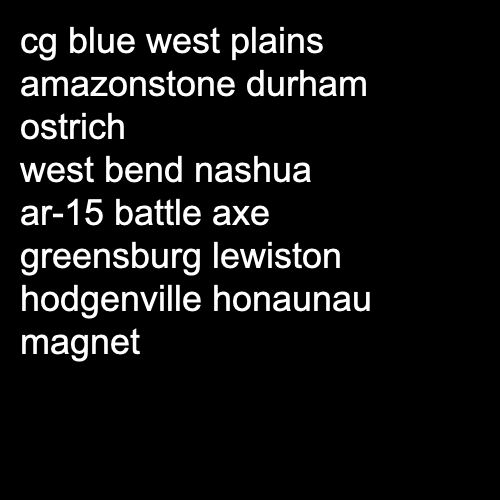 cg blue west plains
amazonstone durham
ostrich
west bend nashua
ar-15 battle axe
greensburg lewiston
hodgenville honaunau
magnet